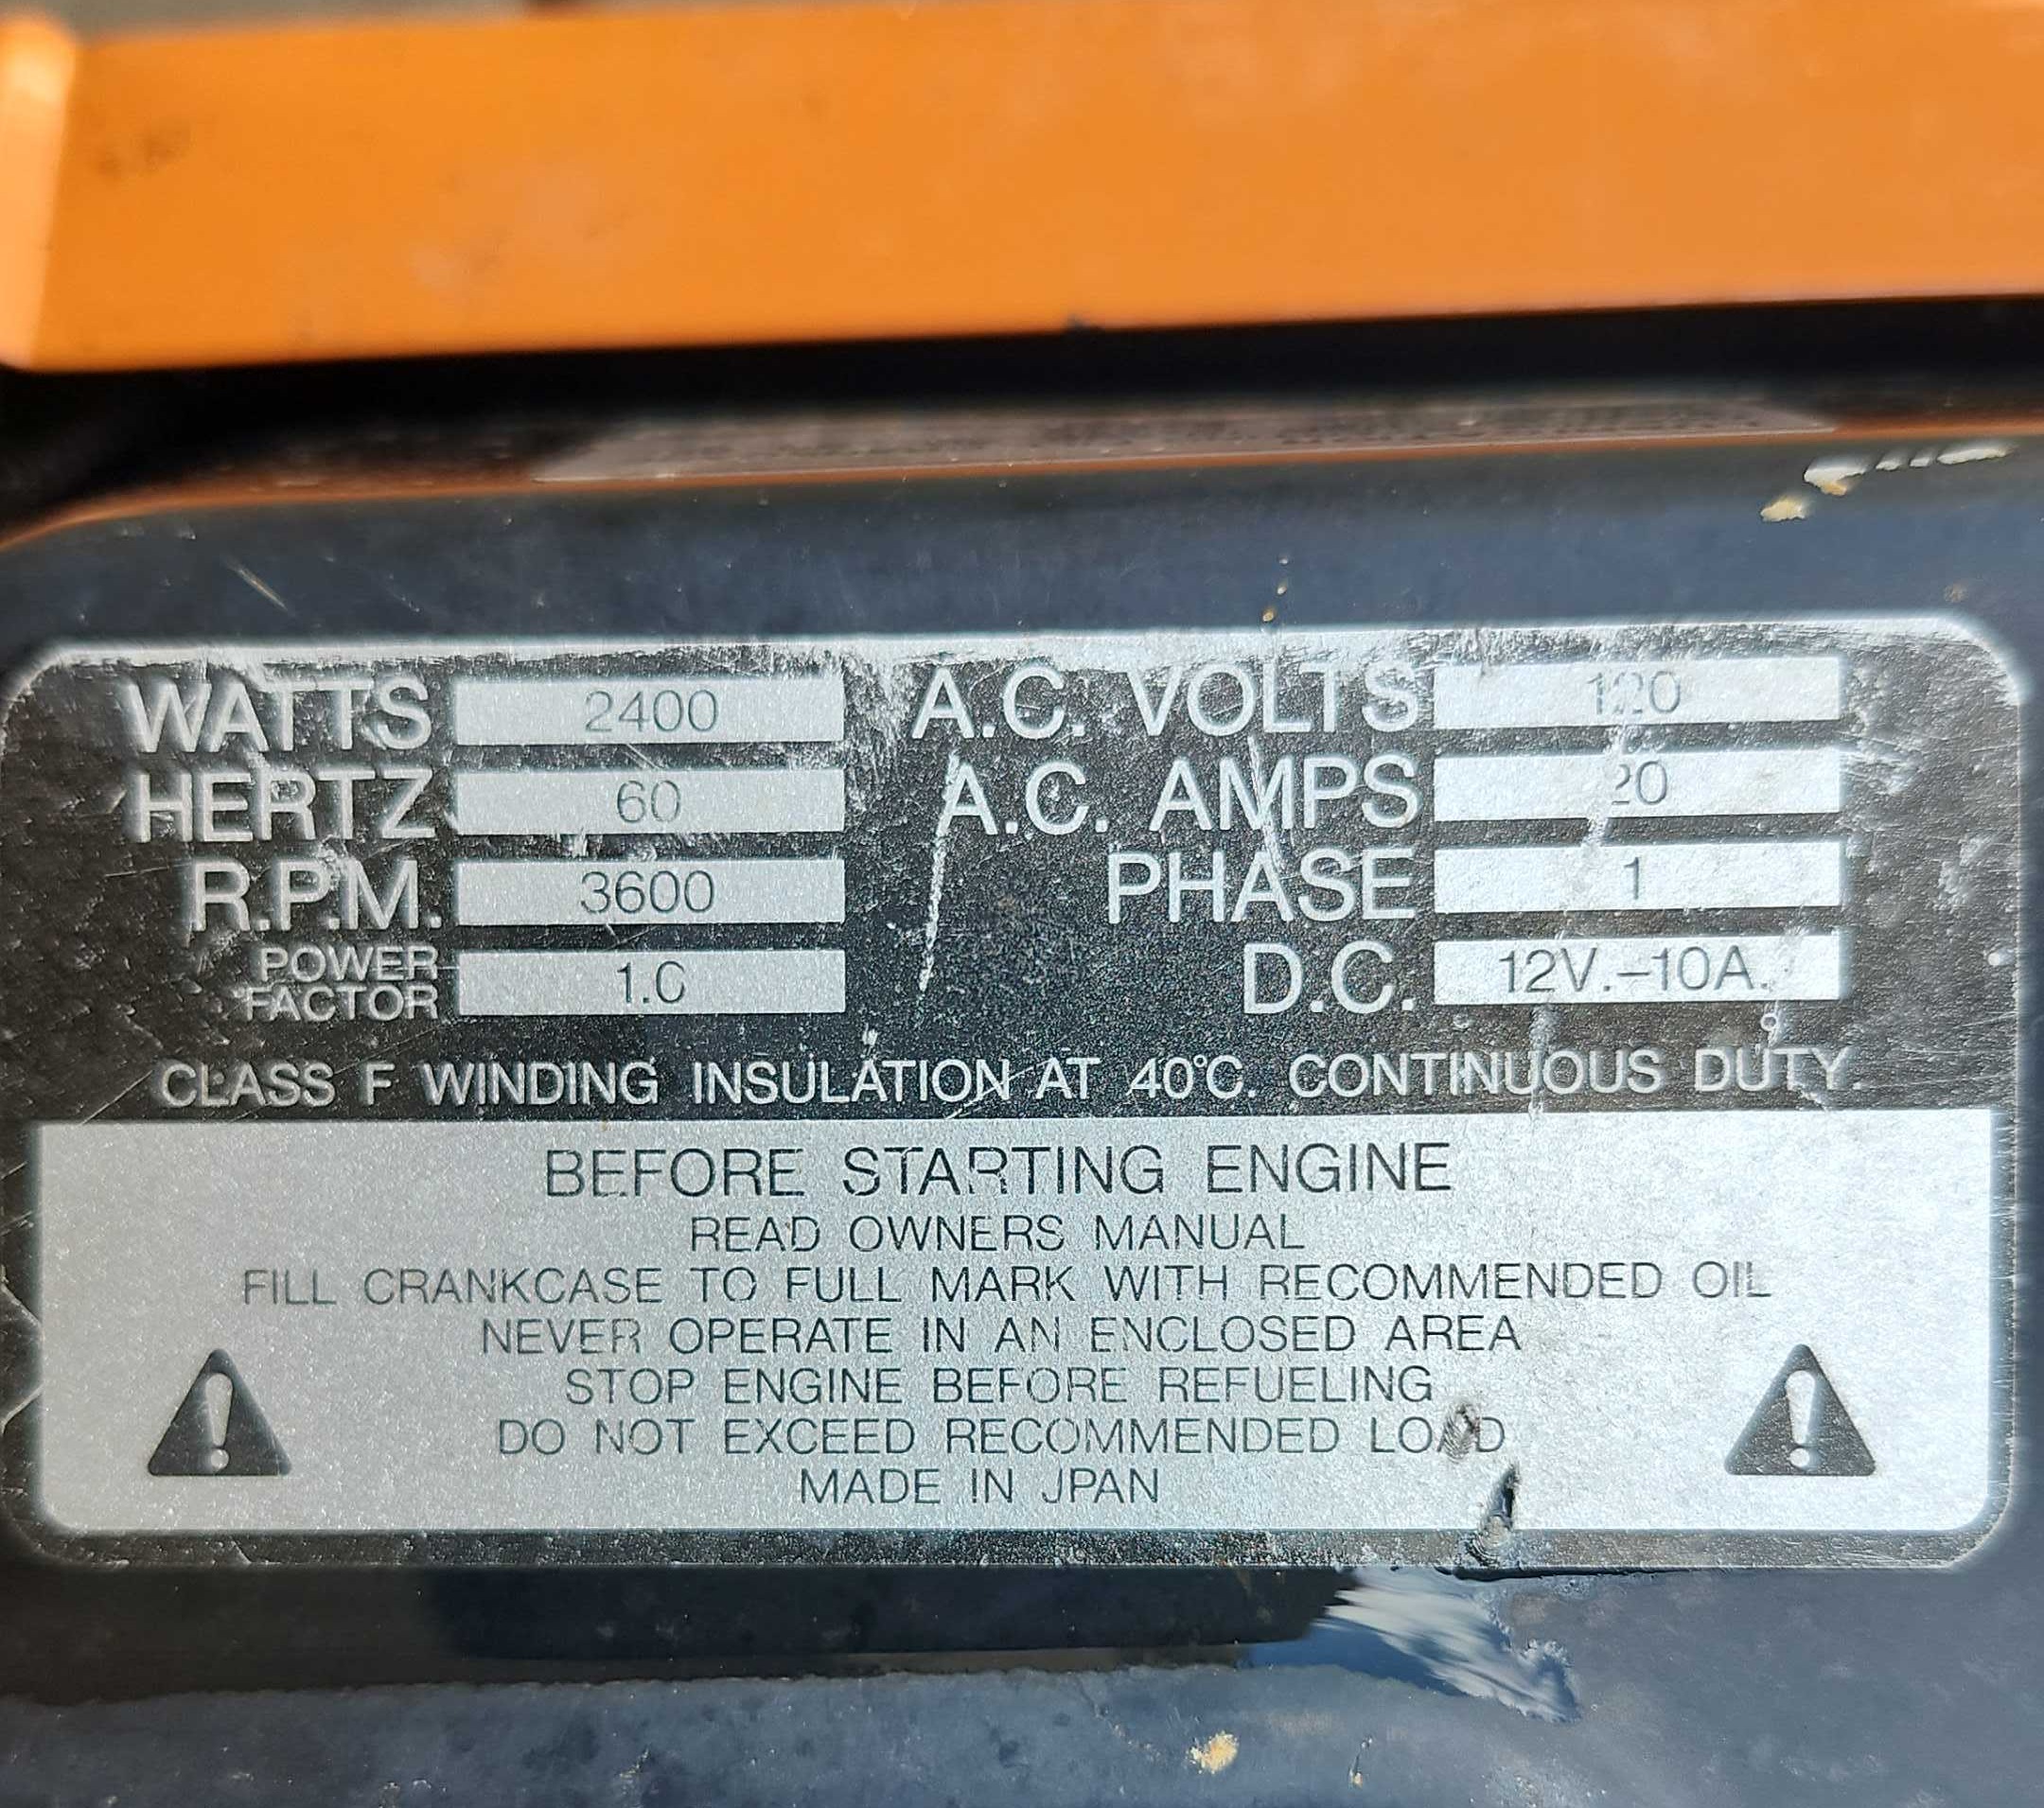 WATTS 2400 A.C. VOLTS 120
HERTZ 60 A.C. AMPS 20
R.P.M. 3600 PHASE 1
POWER FACTOR 1.0 D.C. 12V.-10A.
CLASS F WINDING INSULATION AT 40°C. CONTINUOUS DUTY.
BEFORE STARTING ENGINE
READ OWNERS MANUAL
FILL CRANKCASE TO FULL MARK WITH RECOMMENDED OIL
NEVER OPERATE IN AN ENCLOSED AREA
STOP ENGINE BEFORE REFUELING
DO NOT EXCEED RECOMMENDED LOAD
MADE IN JPAN